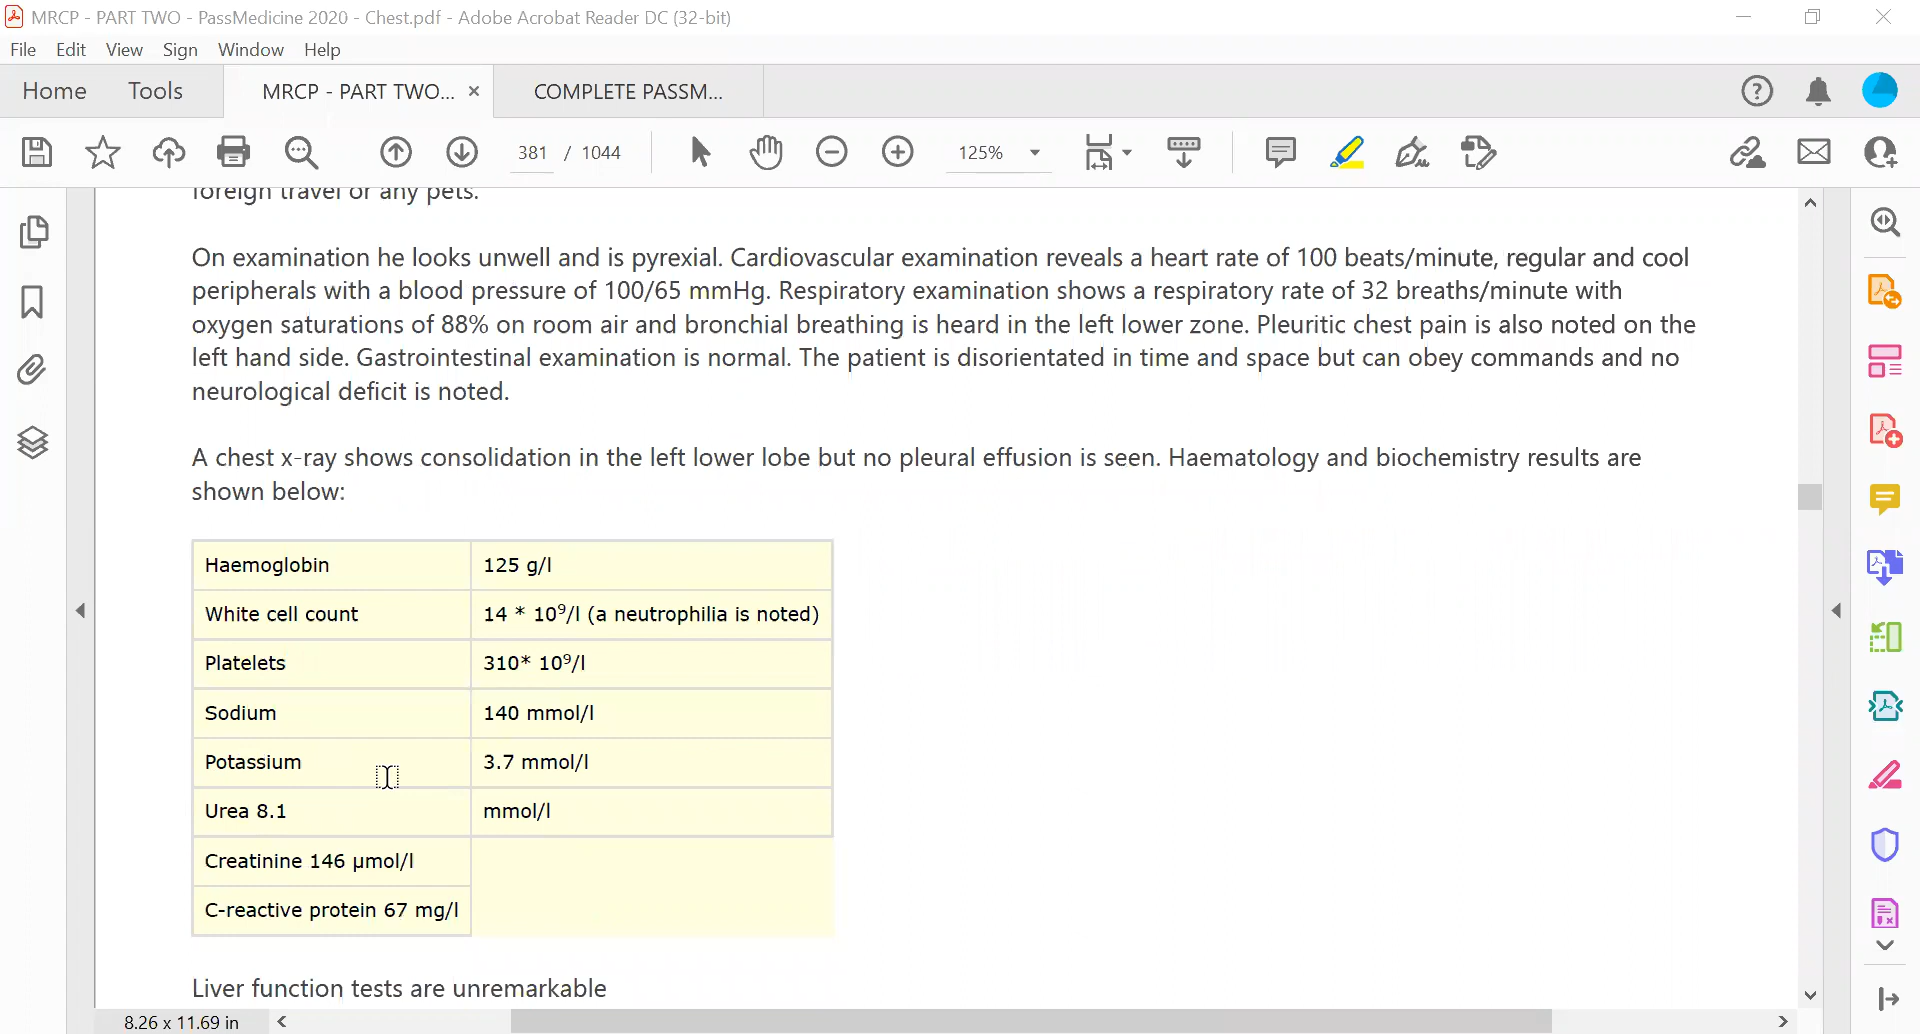 MRCP - PART TWO - PassMedicine 2020 - Chest.pdf - Adobe Acrobat Reader DC (32-bit)
File Edit View Sign Window Help
Home Tools MRCP - PART TWO... × COMPLETE PASSM...
381 / 1044 125%
foreign travel or any pets.
On examination he looks unwell and is pyrexial. Cardiovascular examination reveals a heart rate of 100 beats/minute, regular and cool
peripherals with a blood pressure of 100/65 mmHg. Respiratory examination shows a respiratory rate of 32 breaths/minute with
oxygen saturations of 88% on room air and bronchial breathing is heard in the left lower zone. Pleuritic chest pain is also noted on the
left hand side. Gastrointestinal examination is normal. The patient is disorientated in time and space but can obey commands and no
neurological deficit is noted.
A chest x-ray shows consolidation in the left lower lobe but no pleural effusion is seen. Haematology and biochemistry results are
shown below:
Haemoglobin 125 g/l
White cell count 14 * 10⁹/l (a neutrophilia is noted)
Platelets 310* 10⁹/l
Sodium 140 mmol/l
Potassium 3.7 mmol/l
Urea 8.1 mmol/l
Creatinine 146 µmol/l
C-reactive protein 67 mg/l
Liver function tests are unremarkable
8.26 x 11.69 in